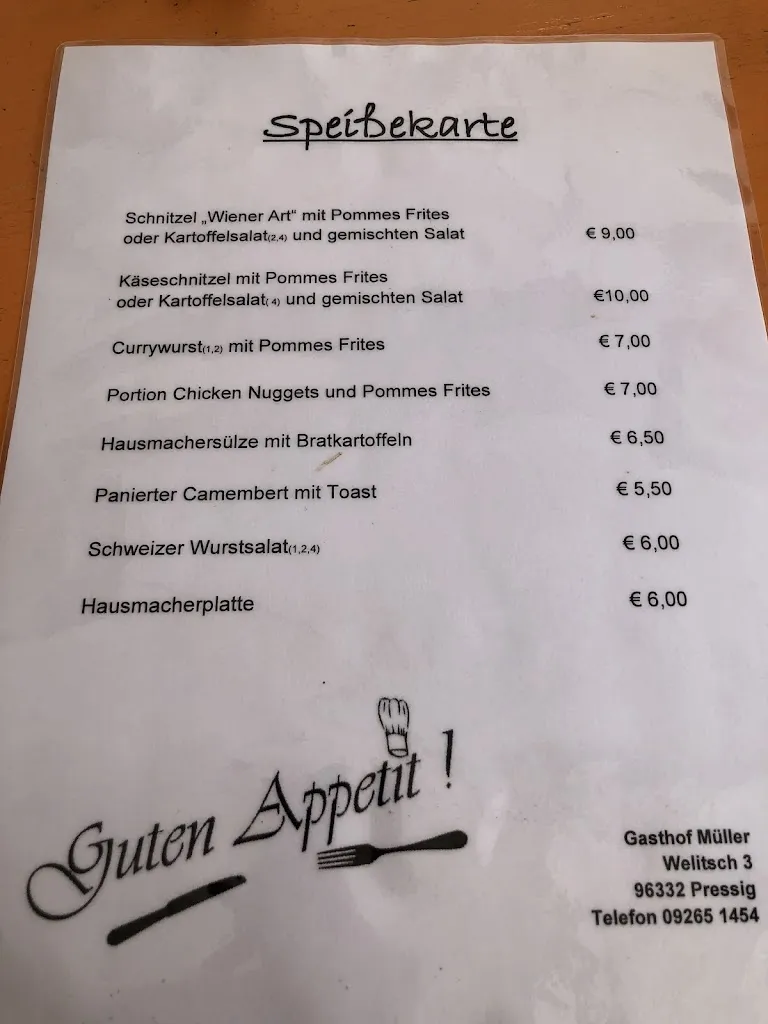 Speißekarte
Schnitzel „Wiener Art“ mit Pommes Frites
oder Kartoffelsalat(2,4) und gemischten Salat € 9,00
Käseschnitzel mit Pommes Frites
oder Kartoffelsalat( 4) und gemischten Salat €10,00
Currywurst(1,2) mit Pommes Frites € 7,00
Portion Chicken Nuggets und Pommes Frites € 7,00
Hausmachersülze mit Bratkartoffeln € 6,50
Panierter Camembert mit Toast € 5,50
Schweizer Wurstsalat(1,2,4) € 6,00
Hausmacherplatte € 6,00
Guten Appetit !
Gasthof Müller
Welitsch 3
96332 Pressig
Telefon 09265 1454